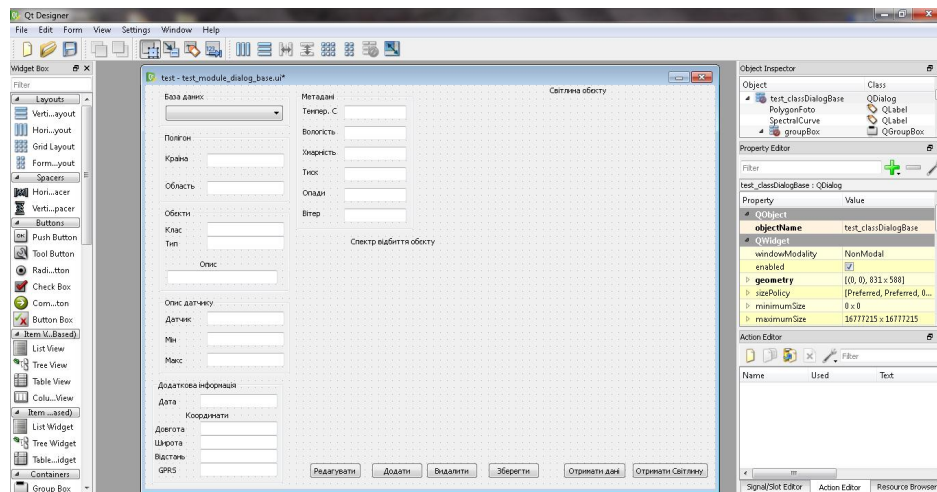 Qt Designer
File Edit Form View Settings Window Help
Widget Box
Filter
Layouts
Verti...ayout
Hori...yout
Grid Layout
Form...yout
Spacers
Hori...acer
Verti...pacer
Buttons
Push Button
Tool Button
Radi...tton
Check Box
Com...ton
Button Box
Item V...Based)
List View
Tree View
Table View
Colu...View
Item ...ased)
List Widget
Tree Widget
Table...idget
Containers
Group Box
test - test_module_dialog_base.ui*
База даних
Полігон
Країна
Область
Обєкти
Клас
Тип
Опис
Опис датчику
Датчик
Мін
Макс
Додаткова інформація
Дата
Координати
Довгота
Широта
Відстань
GPRS
Метадані
Темпер. С
Вологість
Хмарність
Тиск
Опади
Вітер
Світлина обєсту
Спектр відбиття обєсту
Редагувати Додати Видалити Зберегти Отримати дані Отримати Світлину
Object Inspector
Object Class
test_classDialogBase QDialog
PolygonFoto QLabel
SpectralCurve QLabel
groupBox QGroupBox
Property Editor
Filter
test_classDialogBase : QDialog
Property Value
QObject
objectName test_classDialogBase
QWidget
windowModality NonModal
enabled
geometry [(0, 0), 831 x 588]
sizePolicy [Preferred, Preferred, 0...
minimumSize 0 x 0
maximumSize 16777215 x 16777215
Action Editor
Filter
Name Used Text
Signal/Slot Editor Action Editor Resource Browser